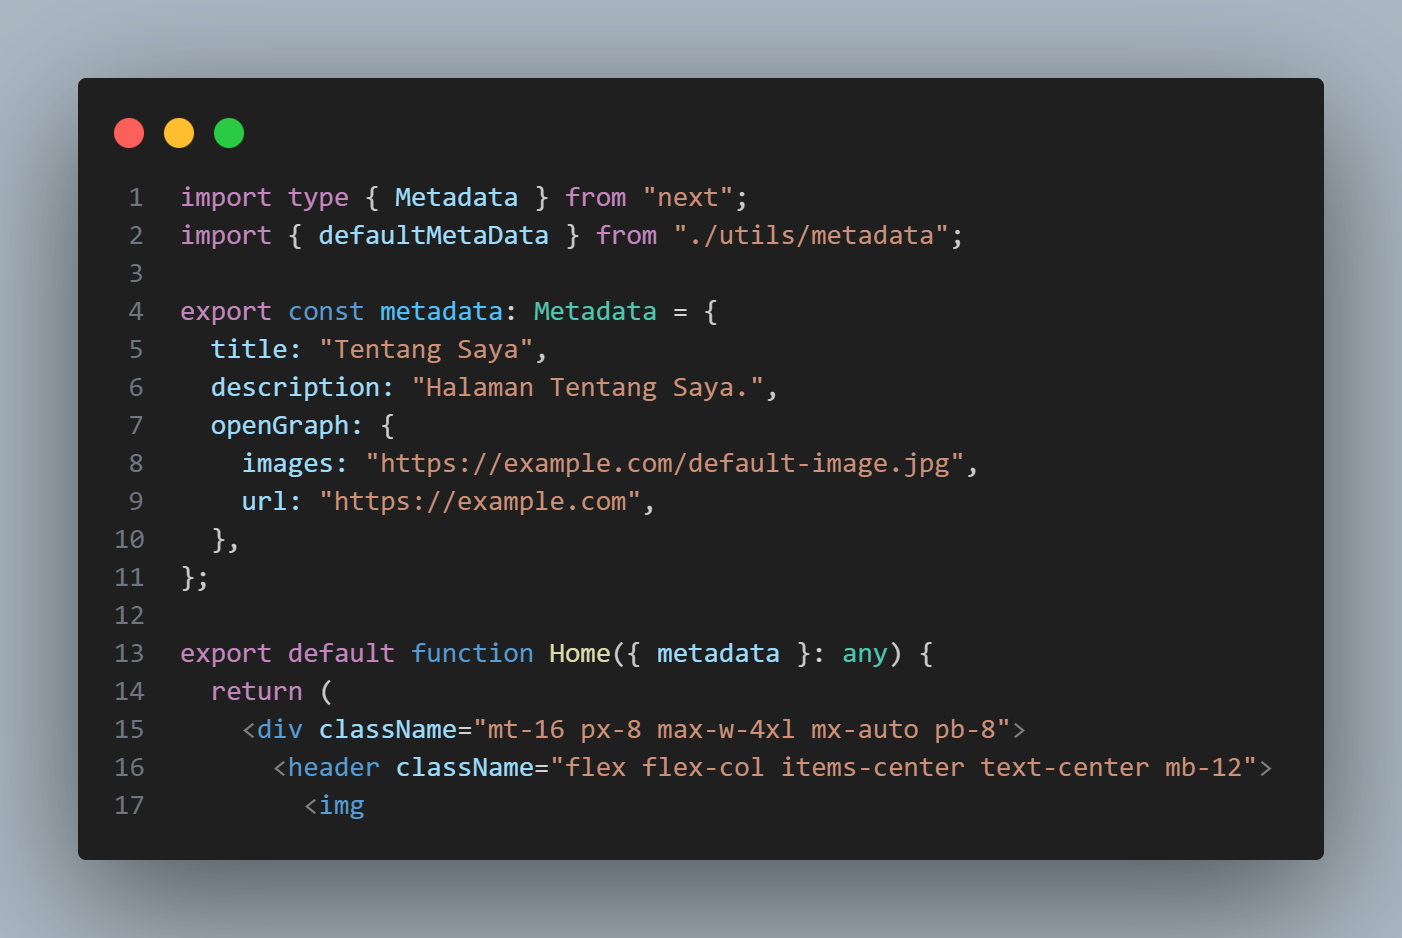 1 import type { Metadata } from "next";
2 import { defaultMetaData } from "./utils/metadata";
3
4 export const metadata: Metadata = {
5   title: "Tentang Saya",
6   description: "Halaman Tentang Saya.",
7   openGraph: {
8     images: "https://example.com/default-image.jpg",
9     url: "https://example.com",
10   },
11 };
12
13 export default function Home({ metadata }: any) {
14   return (
15     <div className="mt-16 px-8 max-w-4xl mx-auto pb-8">
16       <header className="flex flex-col items-center text-center mb-12">
17         <img